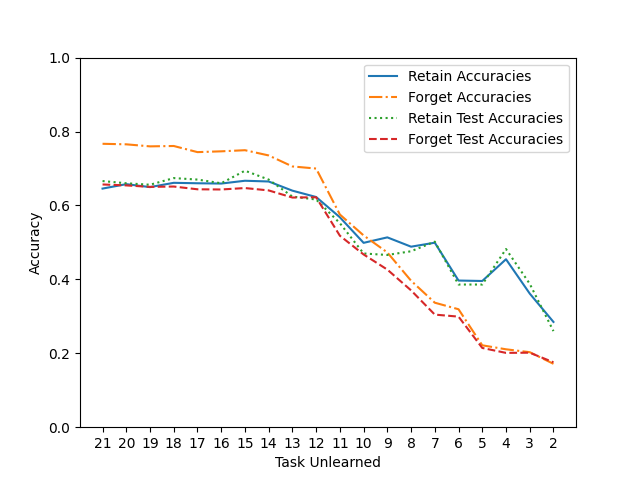 Retain Accuracies
Forget Accuracies
Retain Test Accuracies
Forget Test Accuracies
1.0
0.8
0.6
0.4
0.2
0.0
Accuracy
21 20 19 18 17 16 15 14 13 12 11 10 9 8 7 6 5 4 3 2
Task Unlearned